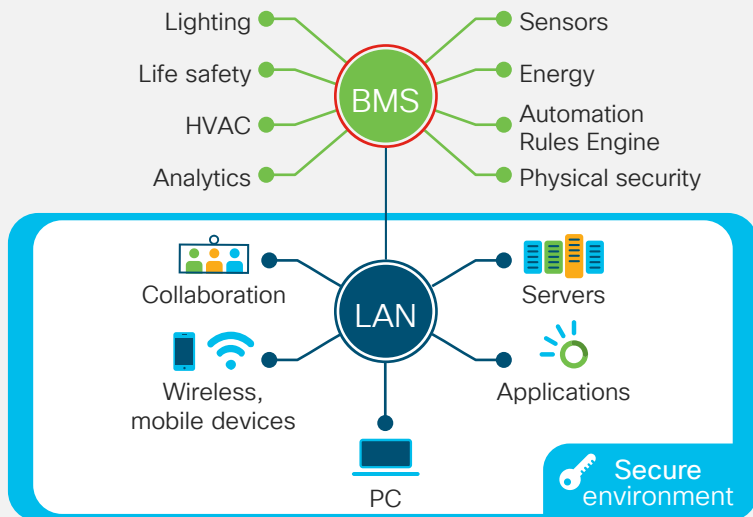 Lighting
Sensors
Life safety
Energy
BMS
HVAC
Automation
Rules Engine
Analytics
Physical security
Collaboration
Servers
LAN
Wireless,
mobile devices
Applications
PC
Secure
environment